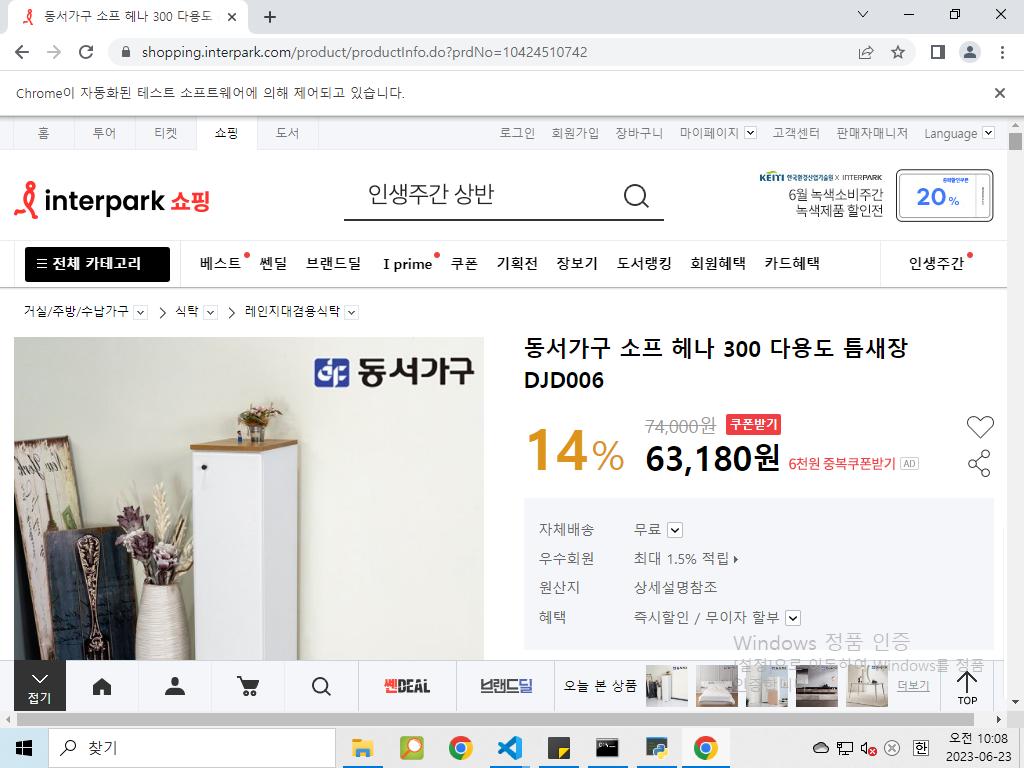 동서가구 소프 헤나 300 다용도
Chrome이 자동화된 테스트 소프트웨어에 의해 제어되고 있습니다.
shopping.interpark.com/product/productInfo.do?prdNo=10424510742
홈 투어 티켓 쇼핑 도서 로그인 회원가입 장바구니 마이페이지 고객센터 판매자매니저 Language
interpark 쇼핑
인생주간 상반
KEITI 한국환경산업기술원 X INTERPARK
6월 녹색소비주간
녹색제품 할인전
20%
전체 카테고리 베스트 쎈딜 브랜드딜 I prime 쿠폰 기획전 장보기 도서랭킹 회원혜택 카드혜택 인생주간
거실/주방/수납가구 > 식탁 > 레인지대겸용식탁
동서가구
동서가구 소프 헤나 300 다용도 틈새장
DJD006
14%
74,000원 쿠폰받기
63,180원 6천원 중복쿠폰받기 AD
자체배송 무료
우수회원 최대 1.5% 적립
원산지 상세설명참조
혜택 즉시할인 / 무이자 할부
Windows 정품 인증
[설정]으로 이동하여 Windows를 정품
인증합니다.
접기 쎈DEAL 브랜드딜 오늘 본 상품 더보기 TOP
찾기
한
오전 10:08
2023-06-23